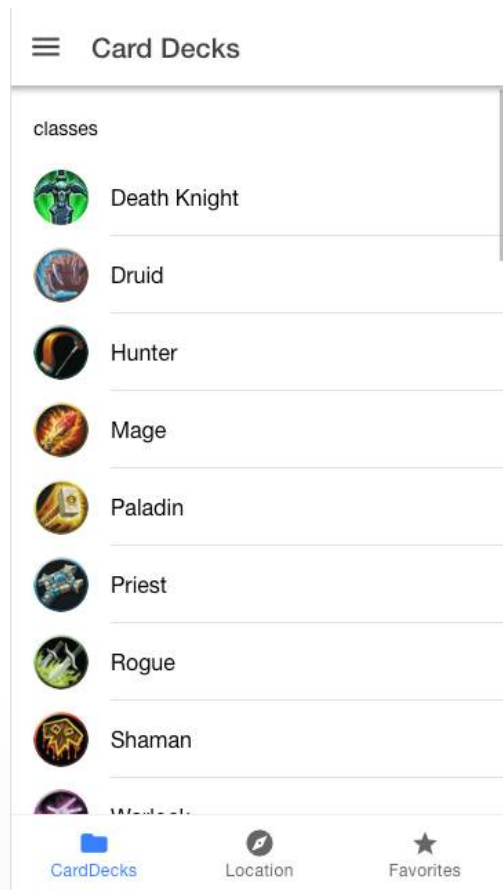 Card Decks
classes
Death Knight
Druid
Hunter
Mage
Paladin
Priest
Rogue
Shaman
CardDecks
Location
Favorites